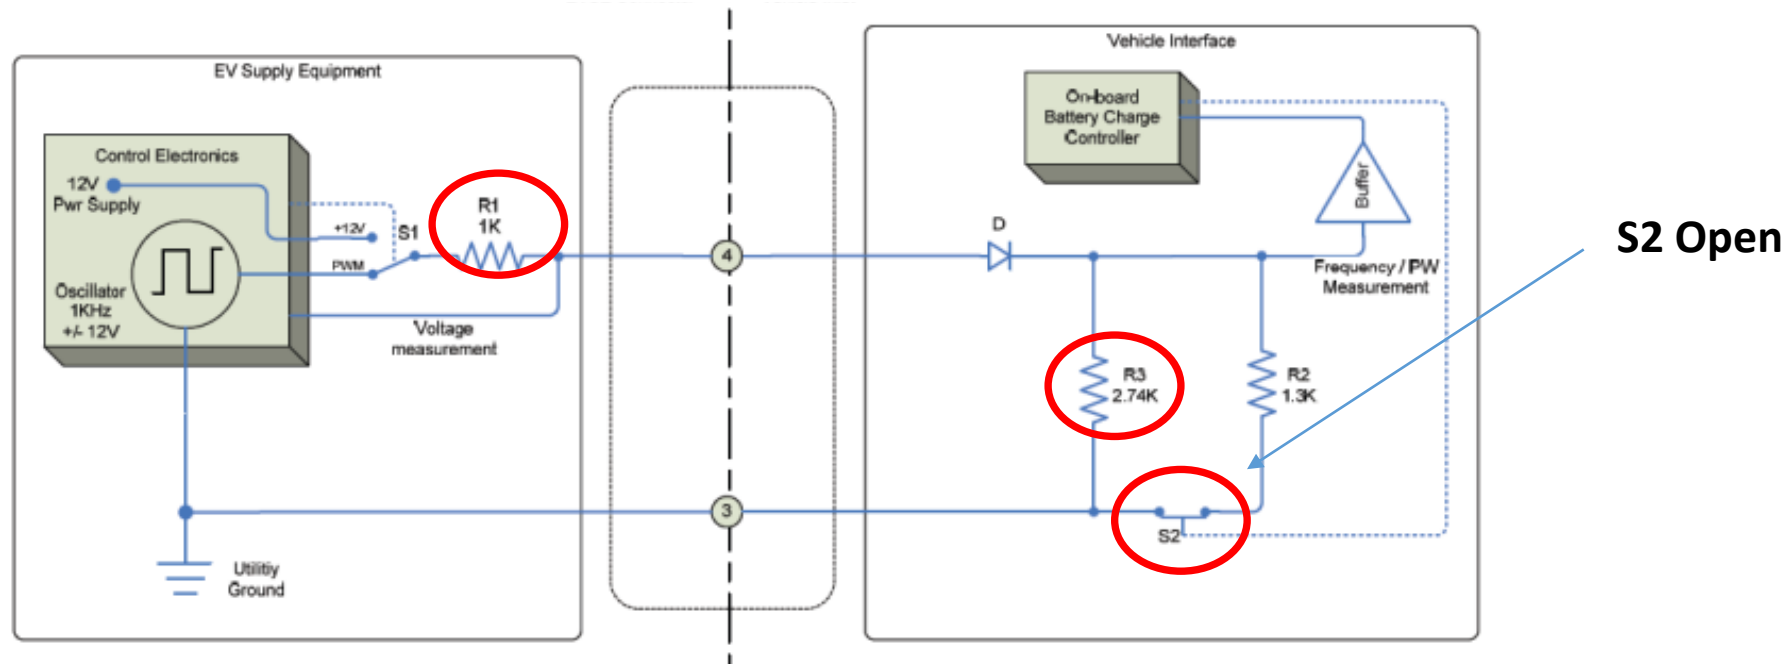 EV Supply Equipment
Control Electronics
12V
Pwr Supply
Oscillator
1KHz
+/- 12V
+12V
PWM
S1
R1
1K
Voltage
measurement
Utilitiy
Ground
4
3
Vehicle Interface
On-board
Battery Charge
Controller
Buffer
D
Frequency / PW
Measurement
R3
2.74K
R2
1.3K
S2
S2 Open